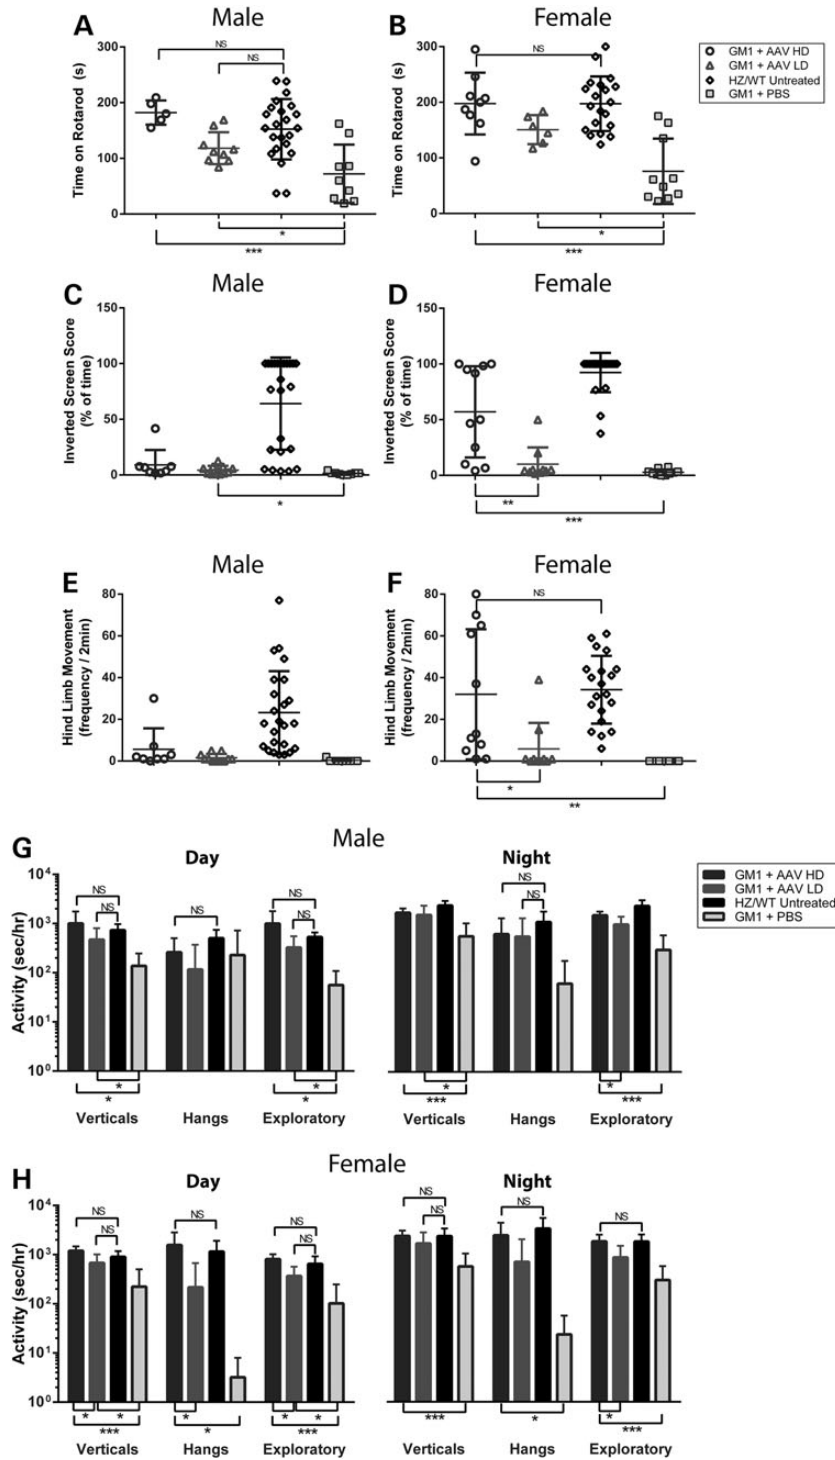 A
Male
NS
NS
Time on Rotarod (s)
300
200
100
0
*
***
B
Female
NS
Time on Rotarod (s)
300
200
100
0
*
***
GM1 + AAV HD
GM1 + AAV LD
HZ/WT Untreated
GM1 + PBS
C
Male
Inverted Screen Score
(% of time)
150
100
50
0
*
D
Female
Inverted Screen Score
(% of time)
150
100
50
0
**
***
E
Male
Hind Limb Movement
(frequency / 2min)
80
60
40
20
0
F
Female
NS
Hind Limb Movement
(frequency / 2min)
80
60
40
20
0
*
**
G
Male
Day
Night
GM1 + AAV HD
GM1 + AAV LD
HZ/WT Untreated
GM1 + PBS
Activity (sec/hr)
10⁴
10³
10²
10¹
10⁰
NS
NS
NS
NS
NS
NS
NS
*
*
*
*
*
***
*
***
Verticals
Hangs
Exploratory
Verticals
Hangs
Exploratory
H
Female
Day
Night
Activity (sec/hr)
10⁴
10³
10²
10¹
10⁰
NS
NS
NS
NS
NS
NS
NS
NS
NS
*
*
***
*
*
*
*
***
***
*
*
***
Verticals
Hangs
Exploratory
Verticals
Hangs
Exploratory